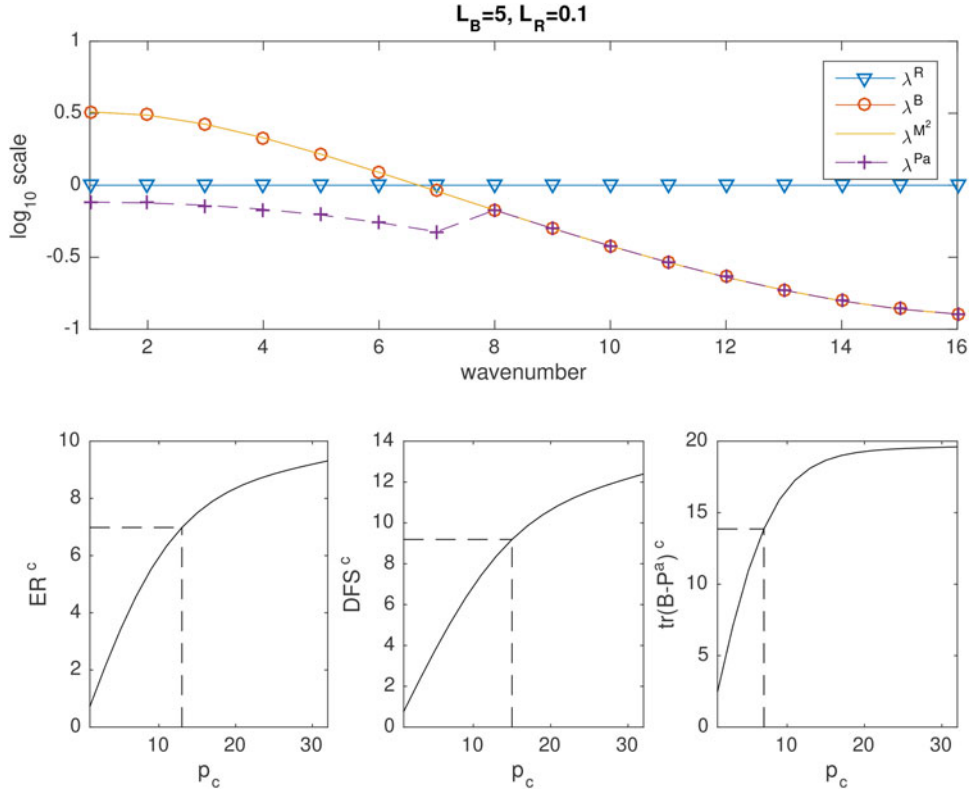 L_B=5, L_R=0.1
log₁₀ scale
1
0.5
0
-0.5
-1
λ^R
λ^B
λ^M²
λ^Pa
2 4 6 8 10 12 14 16
wavenumber
ER^c
10
8
6
4
2
0
10 20 30
p_c
DFS^c
14
12
10
8
6
4
2
0
10 20 30
p_c
tr(B-P^a)^c
20
15
10
5
0
10 20 30
p_c